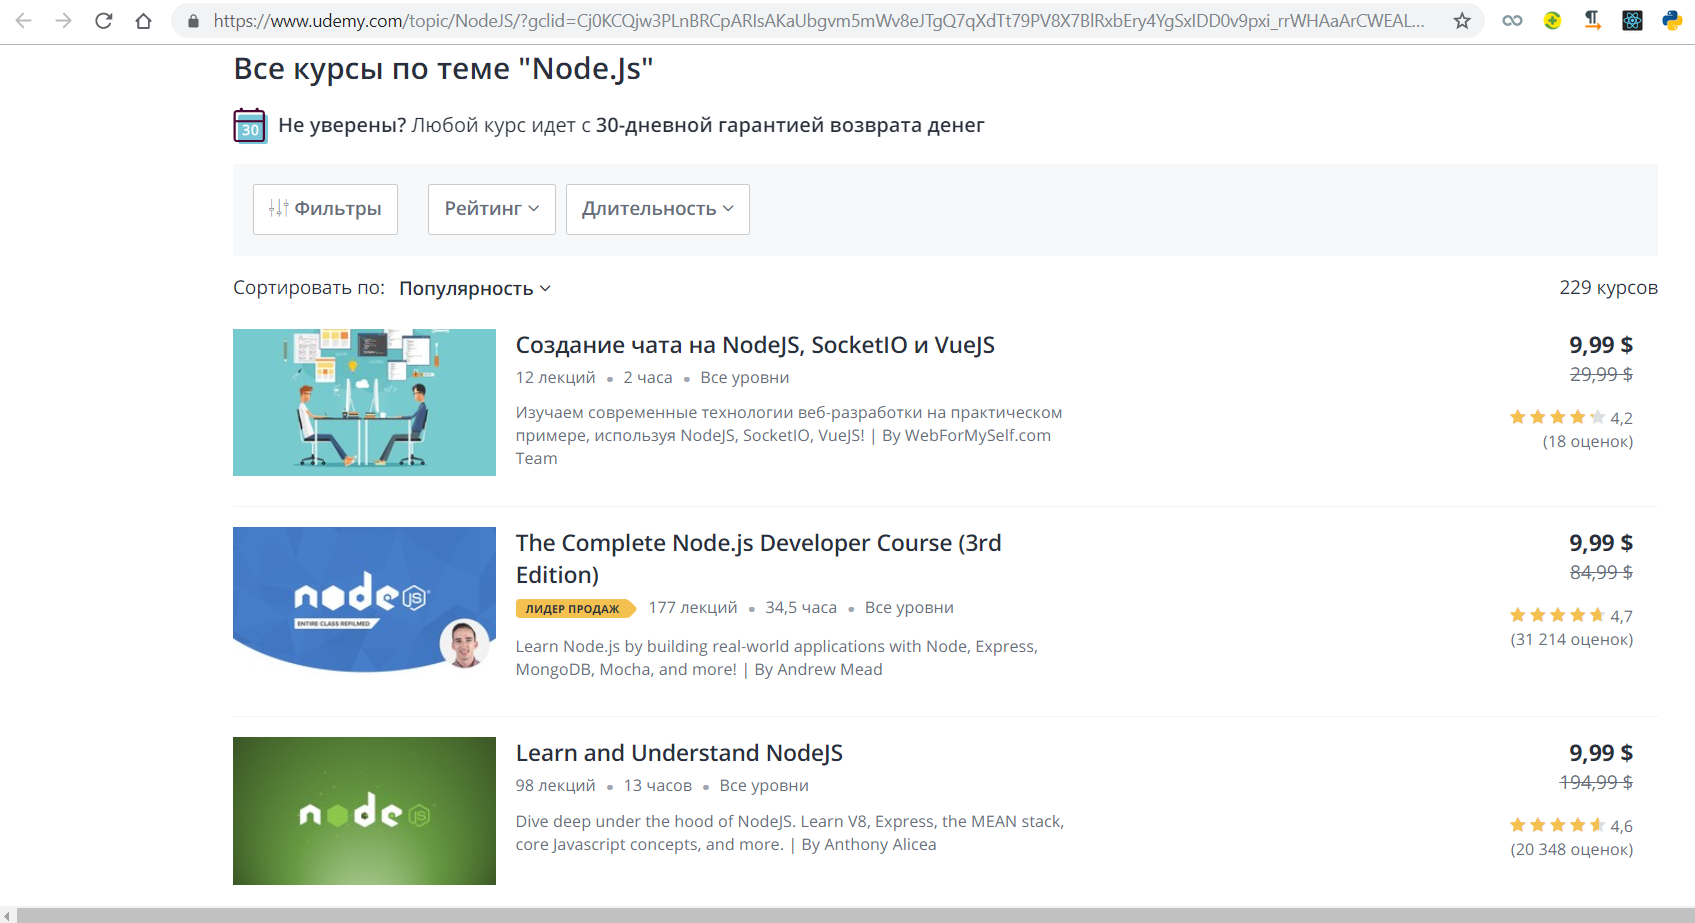 https://www.udemy.com/topic/NodeJS/?gclid=Cj0KCQjw3PLnBRCpARIsAKaUbgvm5mWv8eJTgQ7qXdTt79PV8X7BlRxbEry4YgSxIDD0v9pxi_rrWHAaArCWEAL...
Все курсы по теме "Node.Js"
30 Не уверены? Любой курс идет с 30-дневной гарантией возврата денег
Фильтры Рейтинг Длительность
Сортировать по: Популярность 229 курсов
Создание чата на NodeJS, SocketIO и VueJS 9,99 $
12 лекций • 2 часа • Все уровни 29,99 $
Изучаем современные технологии веб-разработки на практическом 4,2
примере, используя NodeJS, SocketIO, VueJS! | By WebForMySelf.com (18 оценок)
Team
The Complete Node.js Developer Course (3rd 9,99 $
Edition) 84,99 $
node JS
ENTIRE CLASS REFILMED
ЛИДЕР ПРОДАЖ 177 лекций • 34,5 часа • Все уровни 4,7
Learn Node.js by building real-world applications with Node, Express, (31 214 оценок)
MongoDB, Mocha, and more! | By Andrew Mead
Learn and Understand NodeJS 9,99 $
98 лекций • 13 часов • Все уровни 194,99 $
node JS
Dive deep under the hood of NodeJS. Learn V8, Express, the MEAN stack, 4,6
core Javascript concepts, and more. | By Anthony Alicea (20 348 оценок)